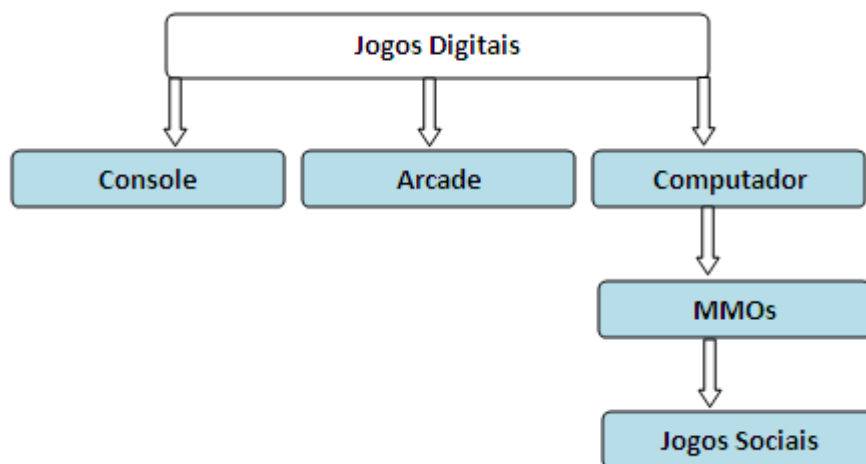 Jogos Digitais
Console
Arcade
Computador
MMOs
Jogos Sociais